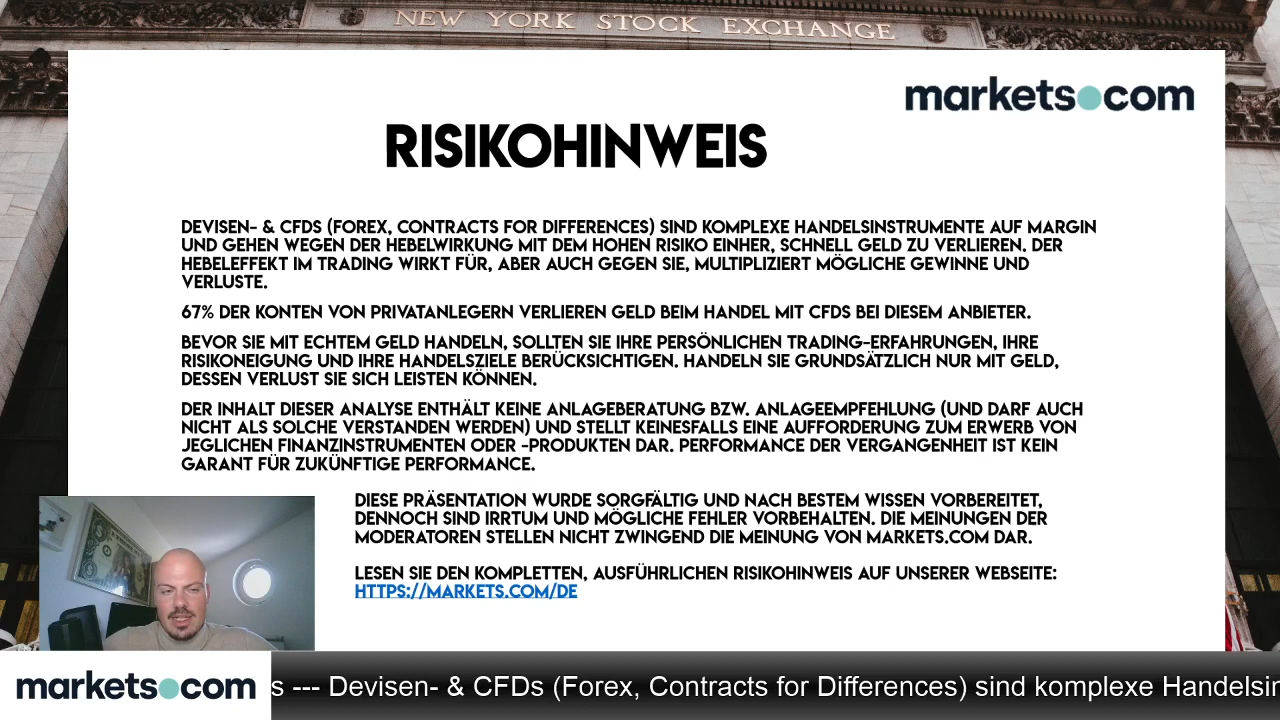 NEW YORK STOCK EXCHANGE
markets.com
RISIKOHINWEIS
DEVISEN- & CFDS (FOREX, CONTRACTS FOR DIFFERENCES) SIND KOMPLEXE HANDELSINSTRUMENTE AUF MARGIN
UND GEHEN WEGEN DER HEBELWIRKUNG MIT DEM HOHEN RISIKO EINHER, SCHNELL GELD ZU VERLIEREN. DER
HEBELEFFEKT IM TRADING WIRKT FÜR, ABER AUCH GEGEN SIE, MULTIPLIZIERT MÖGLICHE GEWINNE UND
VERLUSTE.
67% DER KONTEN VON PRIVATANLEGERN VERLIEREN GELD BEIM HANDEL MIT CFDS BEI DIESEM ANBIETER.
BEVOR SIE MIT ECHTEM GELD HANDELN, SOLLTEN SIE IHRE PERSÖNLICHEN TRADING-ERFAHRUNGEN, IHRE
RISIKONEIGUNG UND IHRE HANDELSZIELE BERÜCKSICHTIGEN. HANDELN SIE GRUNDSÄTZLICH NUR MIT GELD,
DESSEN VERLUST SIE SICH LEISTEN KÖNNEN.
DER INHALT DIESER ANALYSE ENTHÄLT KEINE ANLAGEBERATUNG BZW. ANLAGEEMPFEHLUNG (UND DARF AUCH
NICHT ALS SOLCHE VERSTANDEN WERDEN) UND STELLT KEINESFALLS EINE AUFFORDERUNG ZUM ERWERB VON
JEGLICHEN FINANZINSTRUMENTEN ODER -PRODUKTEN DAR. PERFORMANCE DER VERGANGENHEIT IST KEIN
GARANT FÜR ZUKÜNFTIGE PERFORMANCE.
DIESE PRÄSENTATION WURDE SORGFÄLTIG UND NACH BESTEM WISSEN VORBEREITET,
DENNOCH SIND IRRTUM UND MÖGLICHE FEHLER VORBEHALTEN. DIE MEINUNGEN DER
MODERATOREN STELLEN NICHT ZWINGEND DIE MEINUNG VON MARKETS.COM DAR.
LESEN SIE DEN KOMPLETTEN, AUSFÜHRLICHEN RISIKOHINWEIS AUF UNSERER WEBSEITE:
HTTPS://MARKETS.COM/DE
markets.com
s --- Devisen- & CFDs (Forex, Contracts for Differences) sind komplexe Handelsin